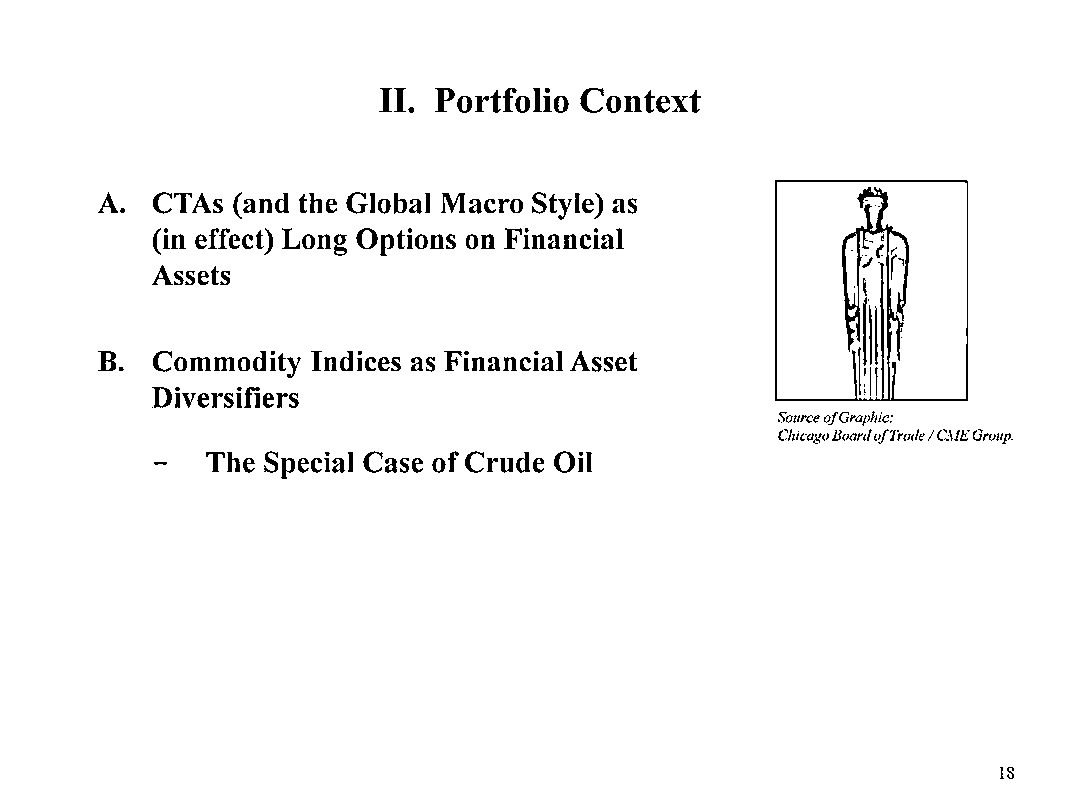 II. Portfolio Context
A. CTAs (and the Global Macro Style) as
(in effect) Long Options on Financial
Assets
B. Commodity Indices as Financial Asset
Diversifiers
– The Special Case of Crude Oil
Source of Graphic:
Chicago Board of Trade / CME Group.
18